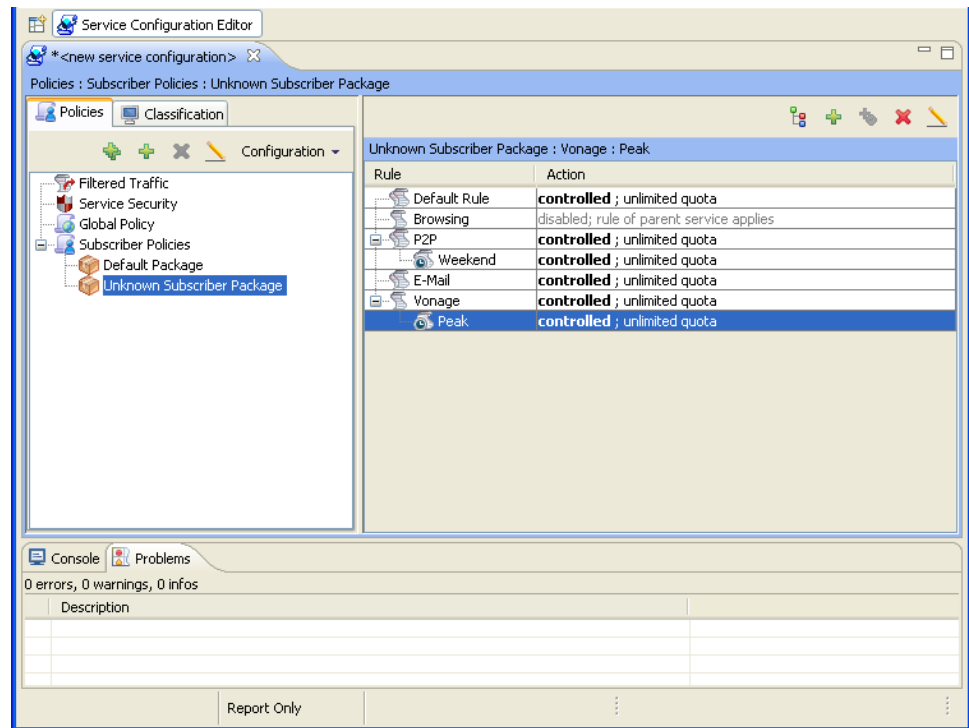 Service Configuration Editor
*<new service configuration>
Policies : Subscriber Policies : Unknown Subscriber Package
Policies Classification
Configuration
Filtered Traffic
Service Security
Global Policy
Subscriber Policies
Default Package
Unknown Subscriber Package
Unknown Subscriber Package : Vonage : Peak
Rule Action
Default Rule controlled ; unlimited quota
Browsing disabled; rule of parent service applies
P2P controlled ; unlimited quota
Weekend controlled ; unlimited quota
E-Mail controlled ; unlimited quota
Vonage controlled ; unlimited quota
Peak controlled ; unlimited quota
Console Problems
0 errors, 0 warnings, 0 infos
Description
Report Only